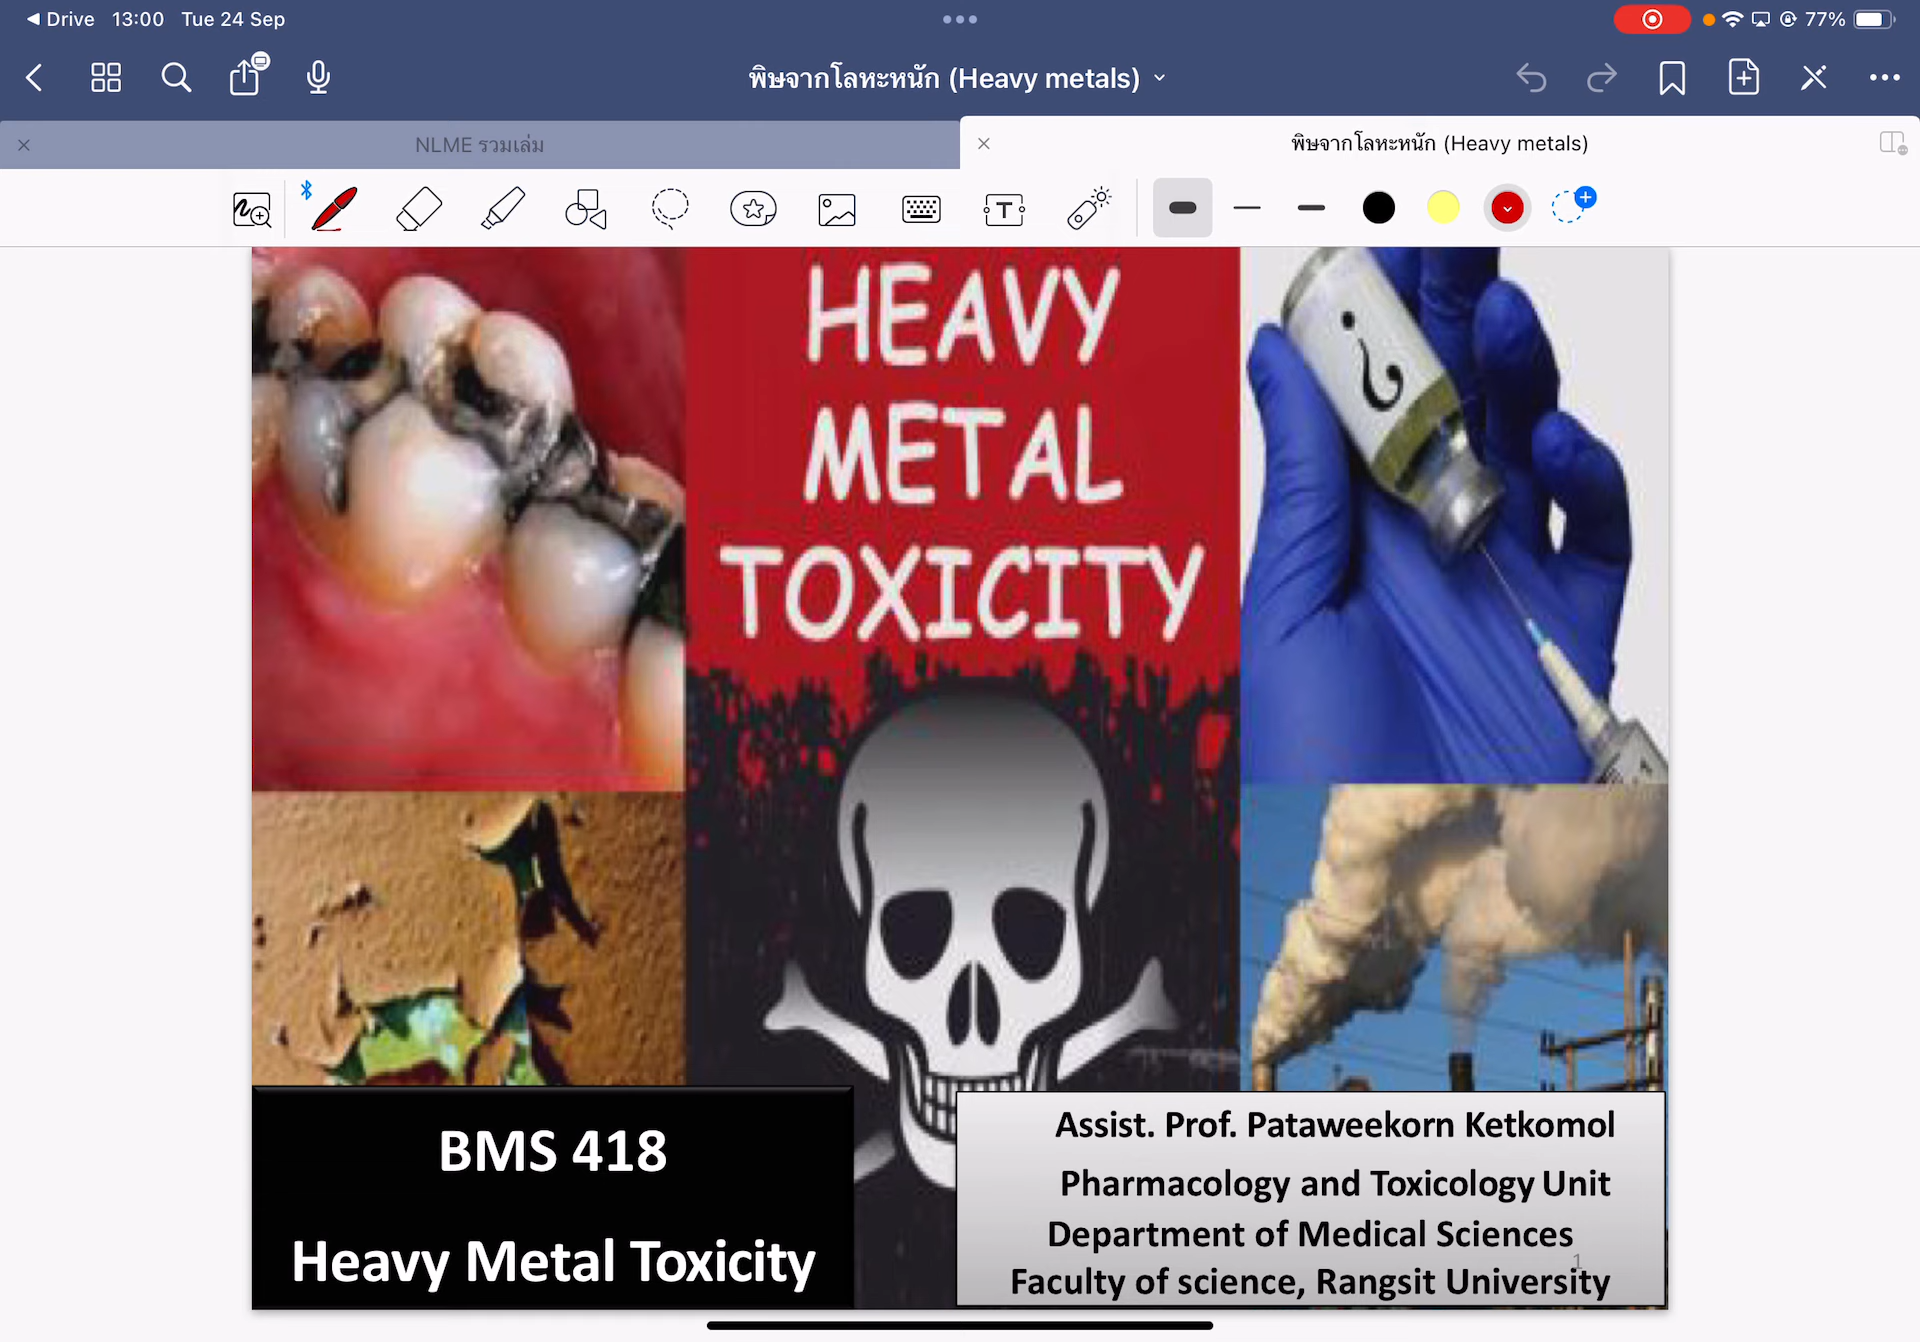 Drive 13:00 Tue 24 Sep
77%
พิษจากโลหะหนัก (Heavy metals)
NLME รวมเล่ม
พิษจากโลหะหนัก (Heavy metals)
T
HEAVY
METAL
TOXICITY
?
BMS 418
Heavy Metal Toxicity
Assist. Prof. Pataweekorn Ketkomol
Pharmacology and Toxicology Unit
Department of Medical Sciences
1
Faculty of science, Rangsit University